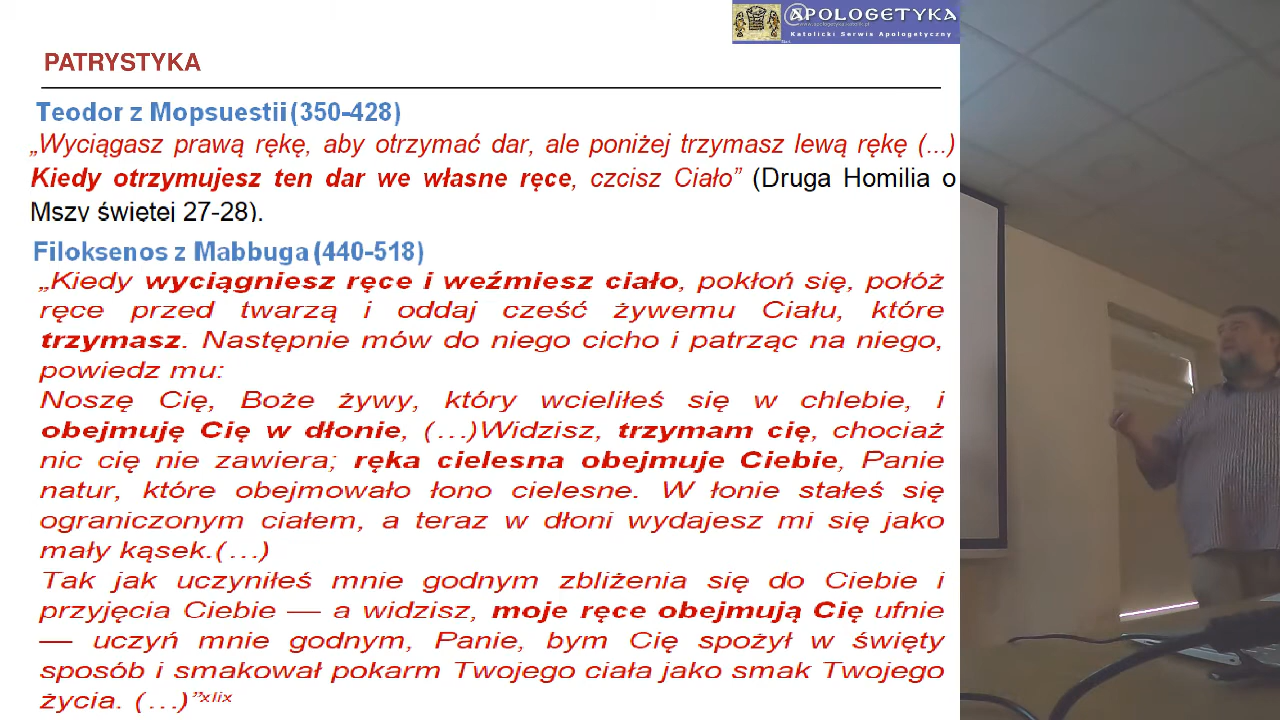 @APOLOGETYKA
www.apologetyka.katolik.pl
Katolicki Serwis Apologetyczny
PATRYSTYKA
Teodor z Mopsuestii (350-428)
„Wyciągasz prawą rękę, aby otrzymać dar, ale poniżej trzymasz lewą rękę (...)
Kiedy otrzymujesz ten dar we własne ręce, czcisz Ciało” (Druga Homilia o
Mszy świętej 27-28).
Filoksenos z Mabbuga (440-518)
„Kiedy wyciągniesz ręce i weźmiesz ciało, pokłoń się, połóż
ręce przed twarzą i oddaj cześć żywemu Ciału, które
trzymasz. Następnie mów do niego cicho i patrząc na niego,
powiedz mu:
Noszę Cię, Boże żywy, który wcieliłeś się w chlebie, i
obejmuję Cię w dłonie, (…)Widzisz, trzymam cię, chociaż
nic cię nie zawiera; ręka cielesna obejmuje Ciebie, Panie
natur, które obejmowało łono cielesne. W łonie stałeś się
ograniczonym ciałem, a teraz w dłoni wydajesz mi się jako
mały kąsek.(…)
Tak jak uczyniłeś mnie godnym zbliżenia się do Ciebie i
przyjęcia Ciebie — a widzisz, moje ręce obejmują Cię ufnie
— uczyń mnie godnym, Panie, bym Cię spożył w święty
sposób i smakował pokarm Twojego ciała jako smak Twojego
życia. (…)”xlix